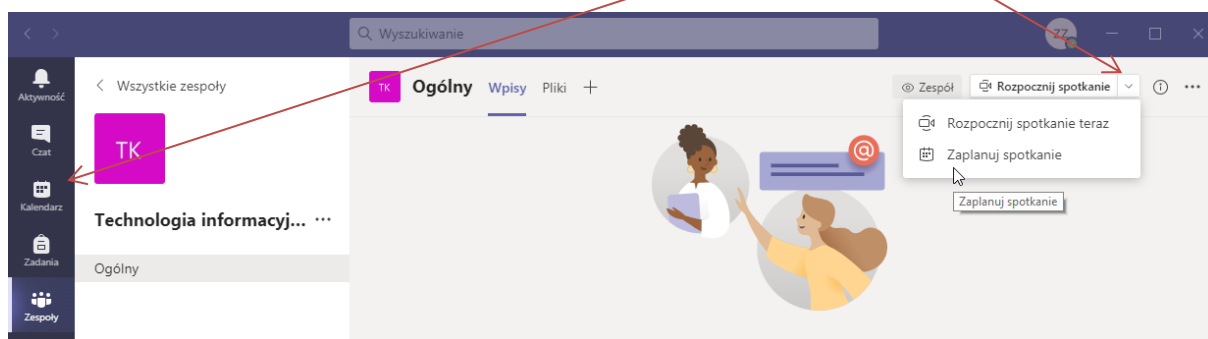 Wyszukiwanie
ZZ
Aktywność
Czat
Kalendarz
Zadania
Zespoły
Wszystkie zespoły
TK
Technologia informacyj... ...
Ogólny
TK Ogólny Wpisy Pliki +
Zespół Rozpocznij spotkanie
Rozpocznij spotkanie teraz
Zaplanuj spotkanie
Zaplanuj spotkanie
@